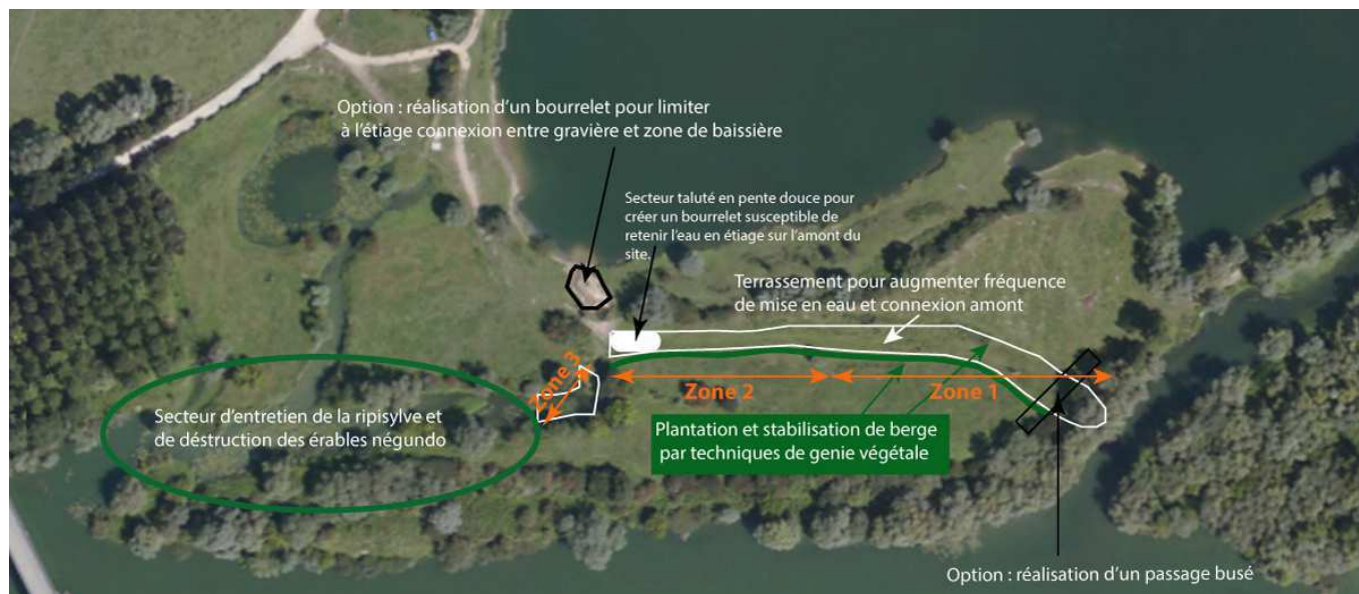 Option : réalisation d'un bourrelet pour limiter
à l'étiage connexion entre gravière et zone de baissière
Secteur taluté en pente douce pour
créer un bourrelet susceptible de
retenir l'eau en étiage sur l'amont du
site.
Terrassement pour augmenter fréquence
de mise en eau et connexion amont
Zone 3
Zone 2
Zone 1
Secteur d'entretien de la ripisylve et
de déstruction des érables négundo
Plantation et stabilisation de berge
par techniques de genie végétale
Option : réalisation d'un passage busé